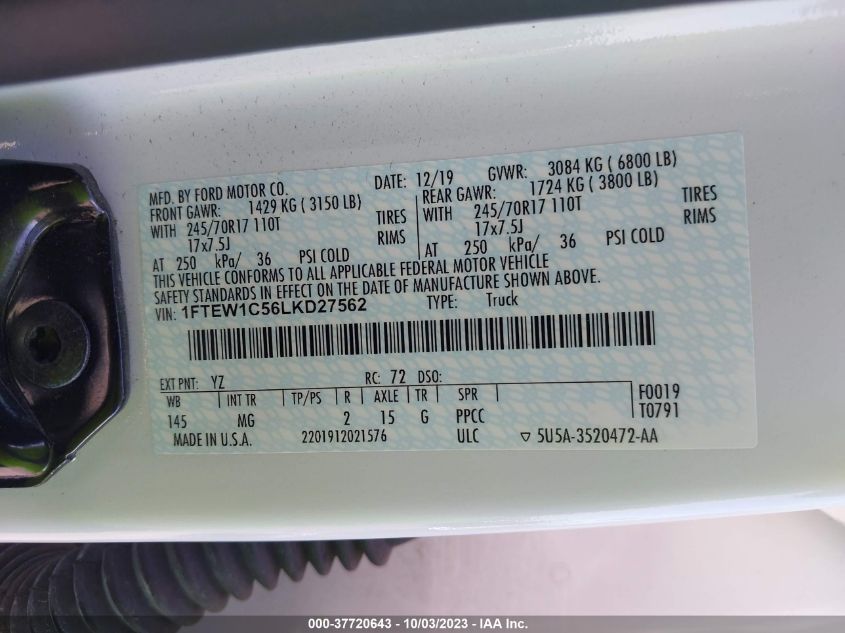 MFD. BY FORD MOTOR CO. DATE: 12/19 GVWR: 3084 KG ( 6800 LB)
FRONT GAWR: 1429 KG ( 3150 LB) REAR GAWR: 1724 KG ( 3800 LB)
WITH 245/70R17 110T TIRES WITH 245/70R17 110T TIRES
17x7.5J RIMS 17x7.5J RIMS
AT 250 kPa/ 36 PSI COLD AT 250 kPa/ 36 PSI COLD
THIS VEHICLE CONFORMS TO ALL APPLICABLE FEDERAL MOTOR VEHICLE
SAFETY STANDARDS IN EFFECT ON THE DATE OF MANUFACTURE SHOWN ABOVE.
VIN: 1FTEW1C56LKD27562 TYPE: Truck
EXT PNT: YZ RC: 72 DSO:
WB INT TR TP/PS R AXLE TR SPR F0019
145 MG 2 15 G PPCC T0791
MADE IN U.S.A. 2201912021576 ULC ▽ 5U5A-3520472-AA
000-37720643 - 10/03/2023 - IAA Inc.